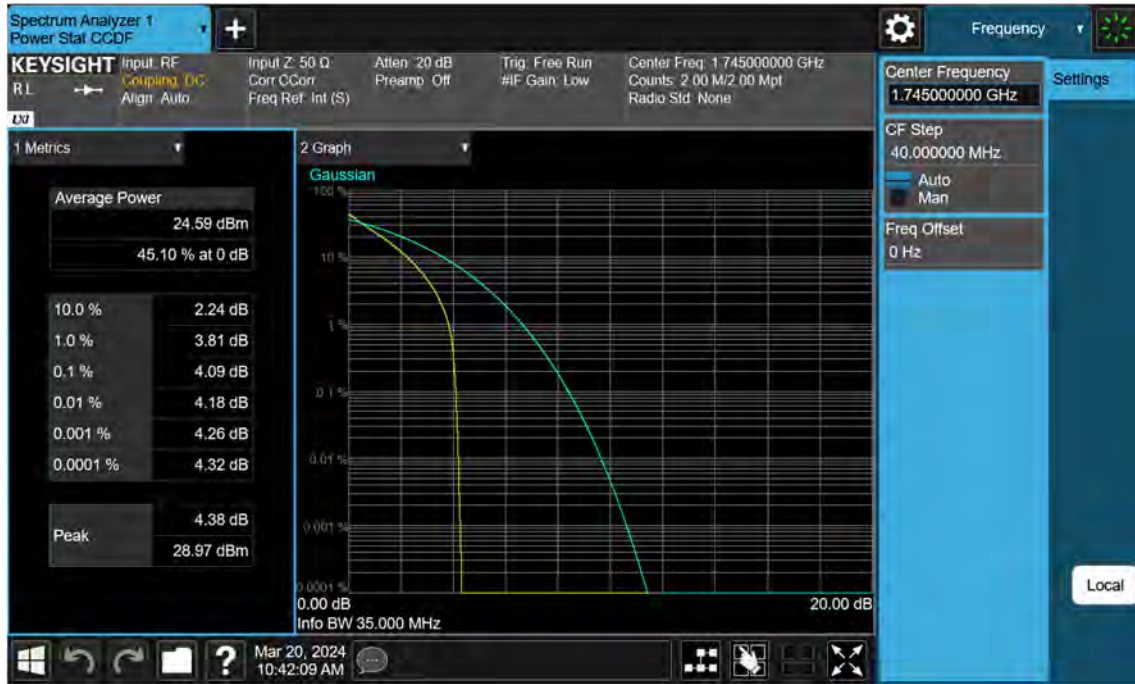 Spectrum Analyzer 1
Power Stat CCDF
+
Frequency
KEYSIGHT
RL
LXI
Input: RF
Coupling: DC
Align: Auto
Input Z: 50 Ω
Corr CCorr
Freq Ref: Int (S)
Atten: 20 dB
Preamp: Off
Trig: Free Run
#IF Gain: Low
Center Freq: 1.745000000 GHz
Counts: 2.00 M/2.00 Mpt
Radio Std: None
Center Frequency
1.745000000 GHz
Settings
CF Step
40.000000 MHz
Auto
Man
Freq Offset
0 Hz
Local
1 Metrics
Average Power
24.59 dBm
45.10 % at 0 dB
10.0 % 2.24 dB
1.0 % 3.81 dB
0.1 % 4.09 dB
0.01 % 4.18 dB
0.001 % 4.26 dB
0.0001 % 4.32 dB
Peak
4.38 dB
28.97 dBm
2 Graph
Gaussian
100 %
10 %
1 %
0.1 %
0.01 %
0.001 %
0.0001 %
0.00 dB
20.00 dB
Info BW 35.000 MHz
?
Mar 20, 2024
10:42:09 AM